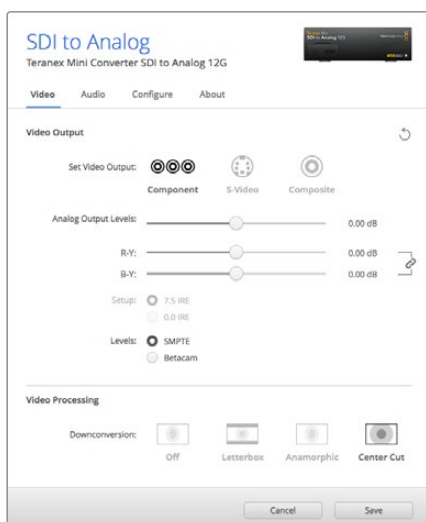 SDI to Analog
Teranex Mini Converter SDI to Analog 12G
Video Audio Configure About
Video Output
Set Video Output:
Component S-Video Composite
Analog Output Levels: 0.00 dB
R-Y: 0.00 dB
B-Y: 0.00 dB
Setup: 7.5 IRE
0.0 IRE
Levels: SMPTE
Betacam
Video Processing
Downconversion:
Off Letterbox Anamorphic Center Cut
Cancel Save